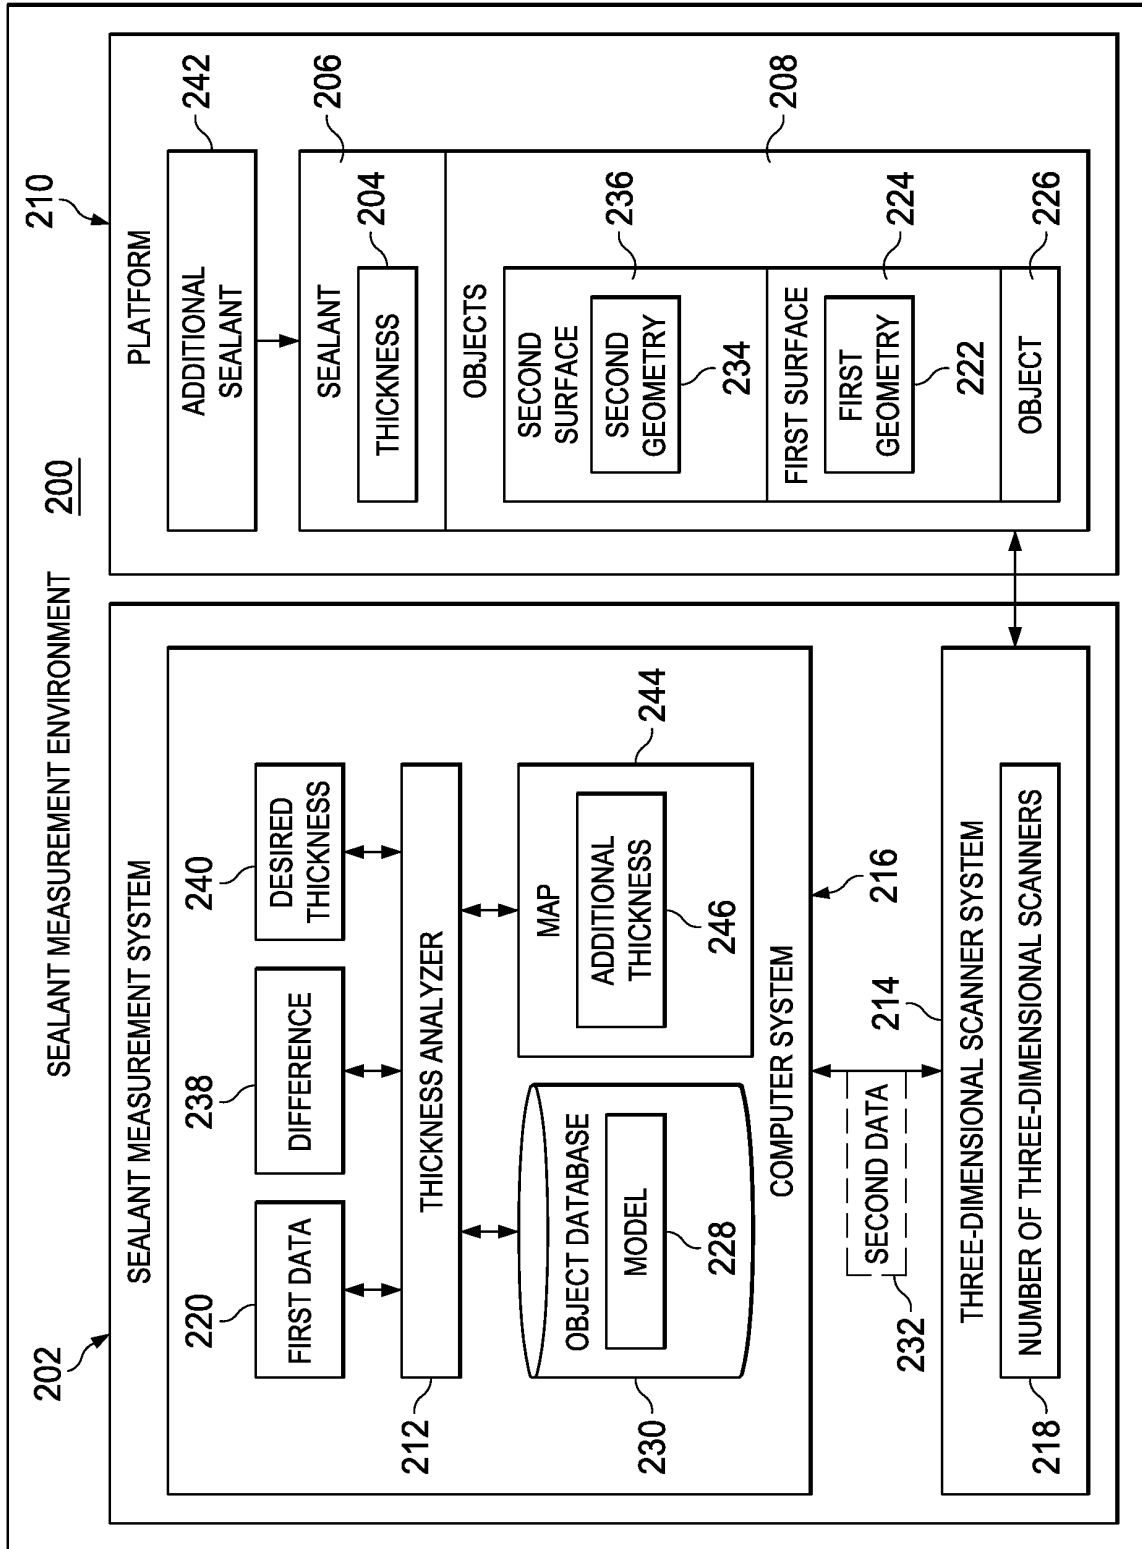 SEALANT MEASUREMENT ENVIRONMENT
200
202
SEALANT MEASUREMENT SYSTEM
220
FIRST DATA
238
DIFFERENCE
240
DESIRED
THICKNESS
212
THICKNESS ANALYZER
230
OBJECT DATABASE
MODEL
228
MAP
244
ADDITIONAL
THICKNESS
246
COMPUTER SYSTEM
216
SECOND DATA
232
214
THREE-DIMENSIONAL SCANNER SYSTEM
NUMBER OF THREE-DIMENSIONAL SCANNERS
218
210
PLATFORM
ADDITIONAL
SEALANT
242
SEALANT
206
THICKNESS
204
OBJECTS
208
SECOND
SURFACE
236
SECOND
GEOMETRY
234
FIRST SURFACE
224
FIRST
GEOMETRY
222
OBJECT
226